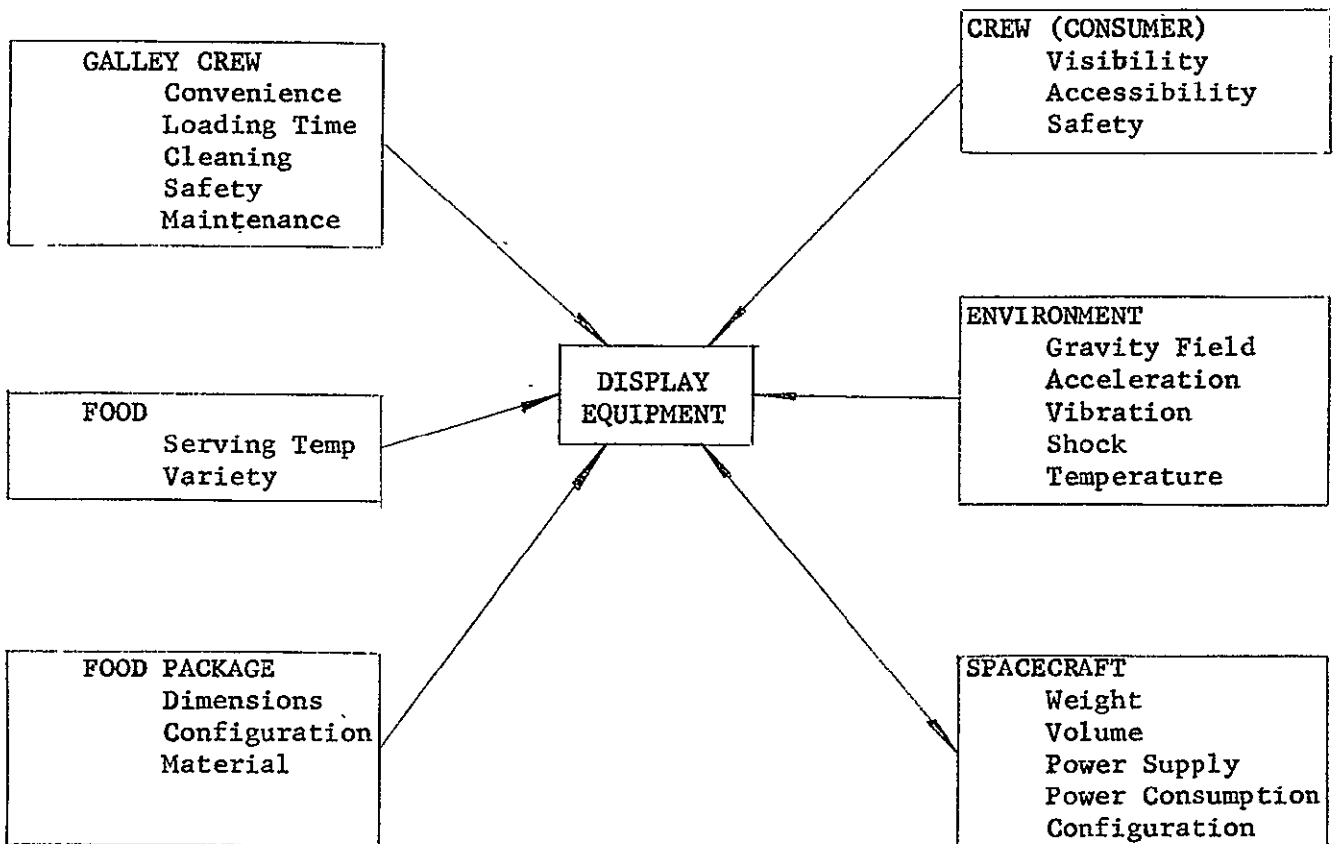 GALLEY CREW
Convenience
Loading Time
Cleaning
Safety
Maintenance
FOOD
Serving Temp
Variety
FOOD PACKAGE
Dimensions
Configuration
Material
DISPLAY
EQUIPMENT
CREW (CONSUMER)
Visibility
Accessibility
Safety
ENVIRONMENT
Gravity Field
Acceleration
Vibration
Shock
Temperature
SPACECRAFT
Weight
Volume
Power Supply
Power Consumption
Configuration